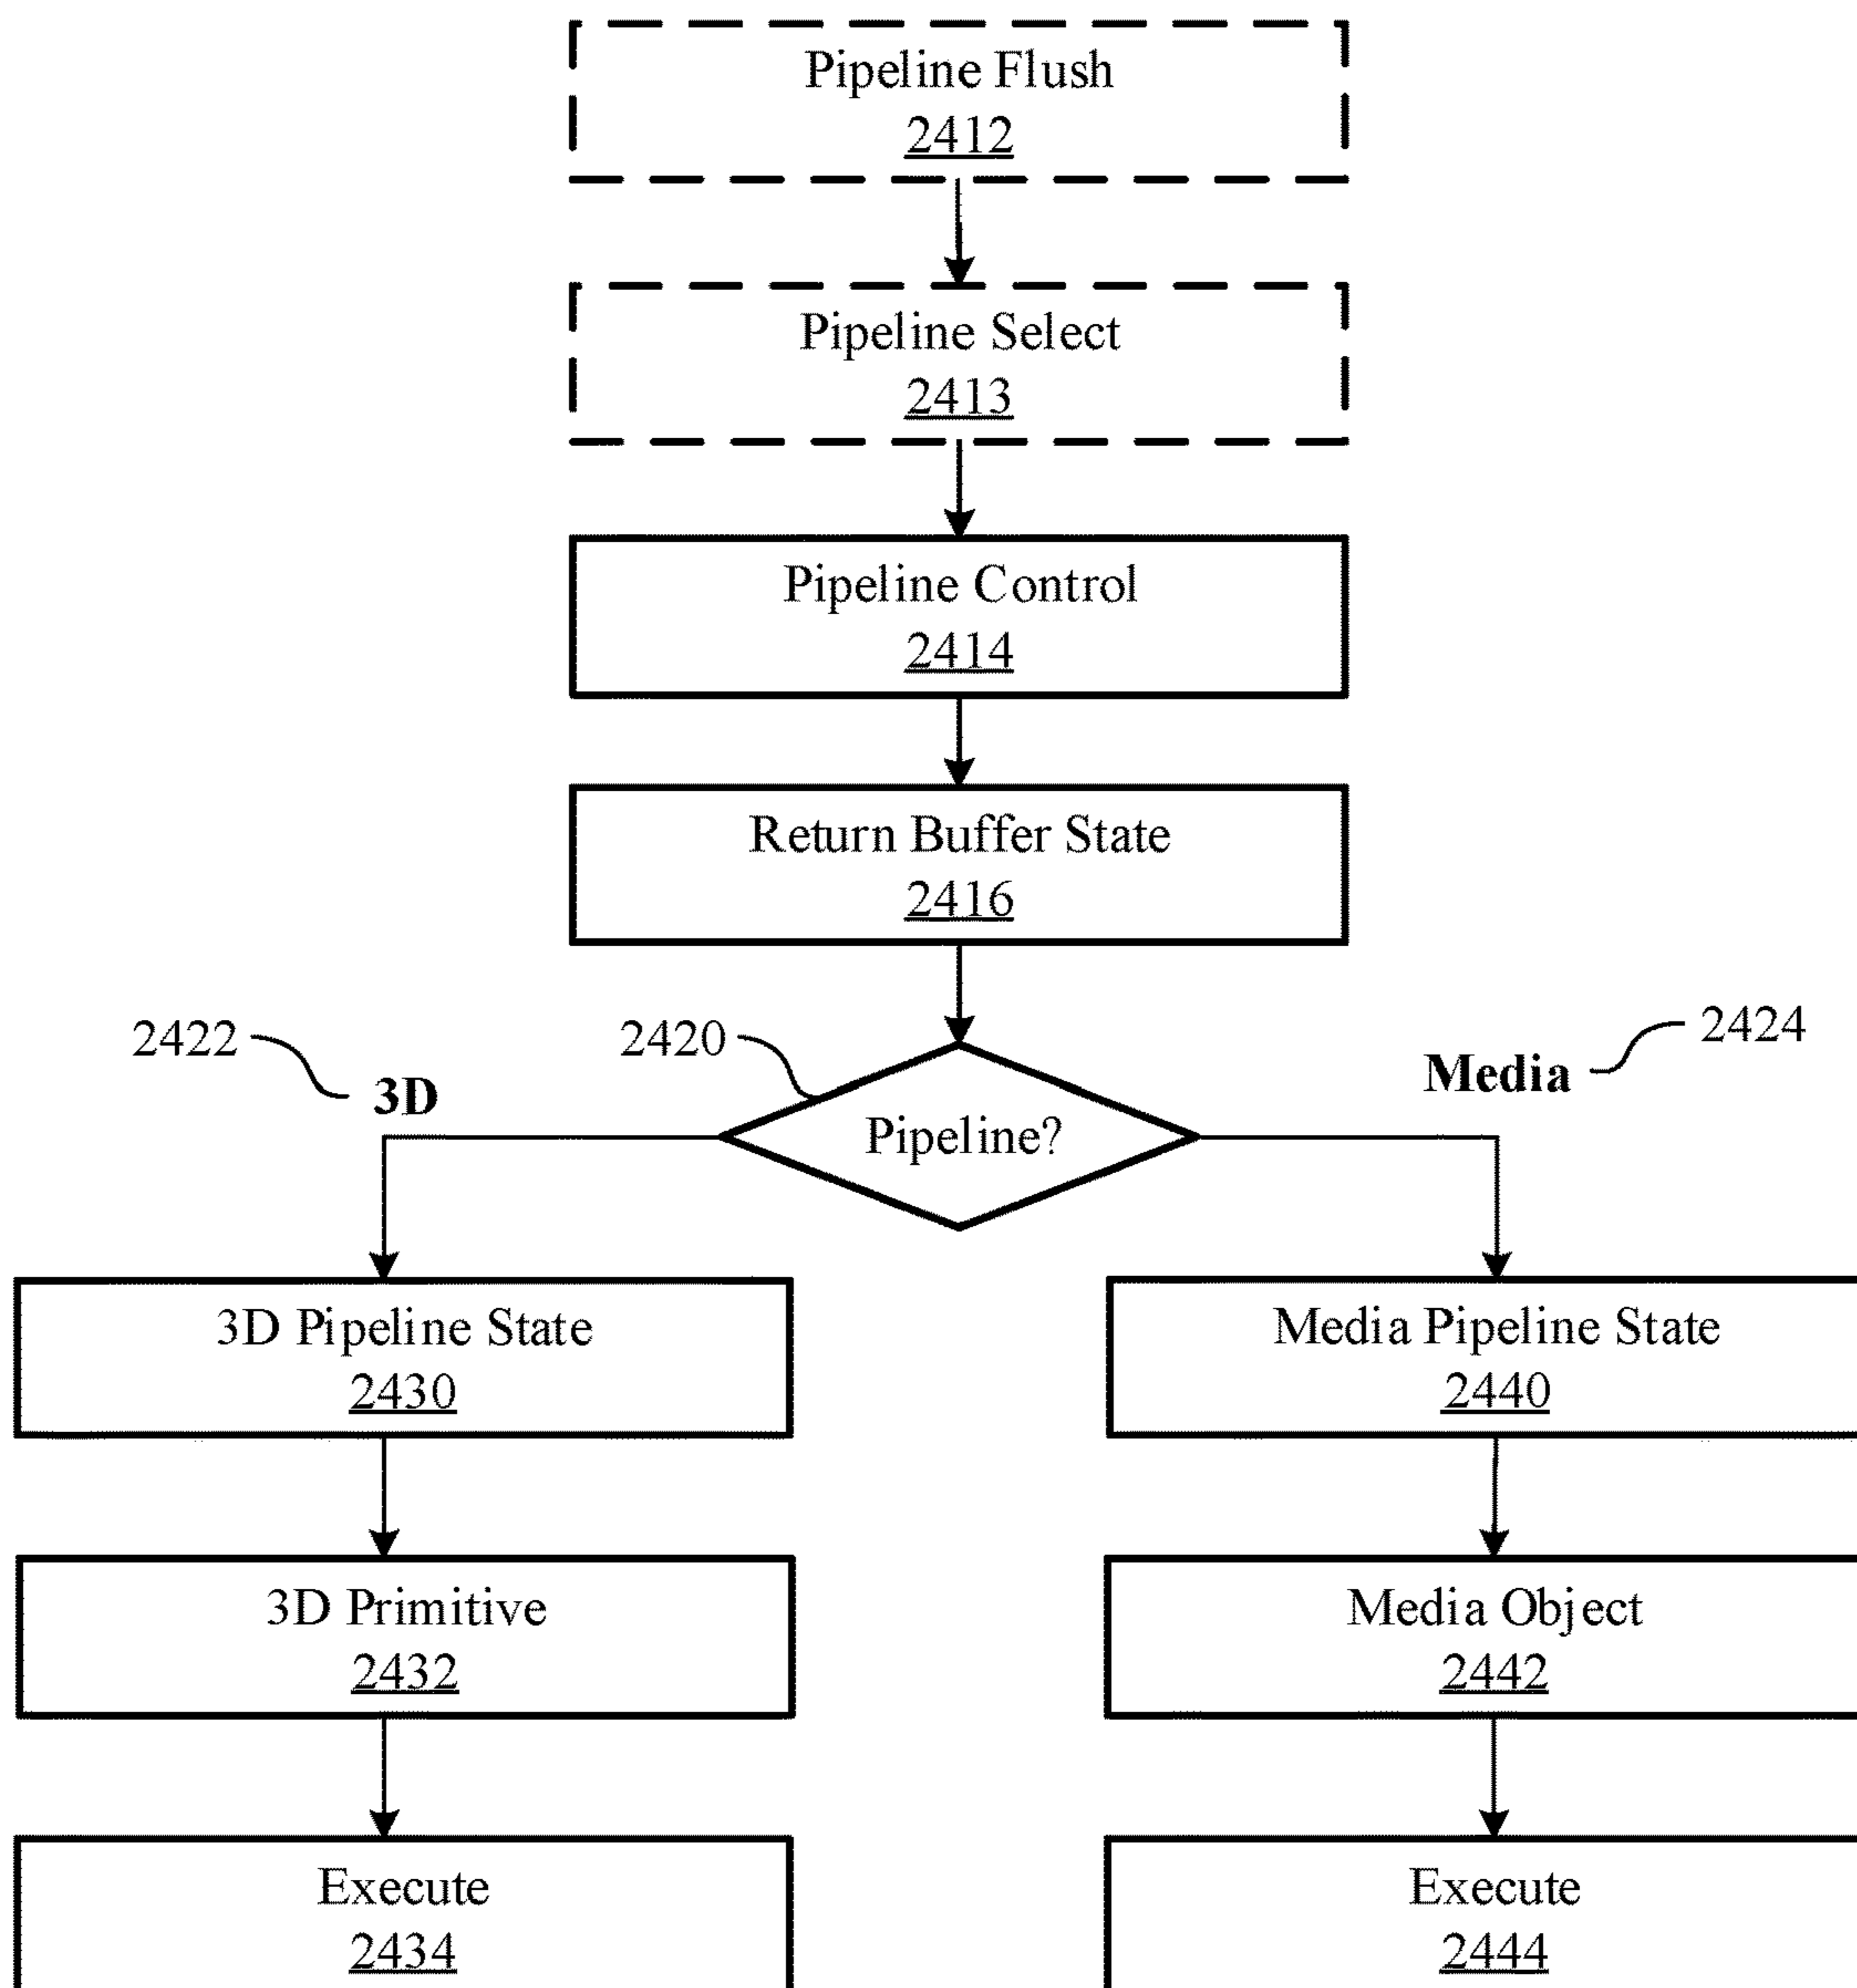 Pipeline Flush
2412
Pipeline Select
2413
Pipeline Control
2414
Return Buffer State
2416
2422
3D
2420
Pipeline?
Media
2424
3D Pipeline State
2430
3D Primitive
2432
Execute
2434
Media Pipeline State
2440
Media Object
2442
Execute
2444